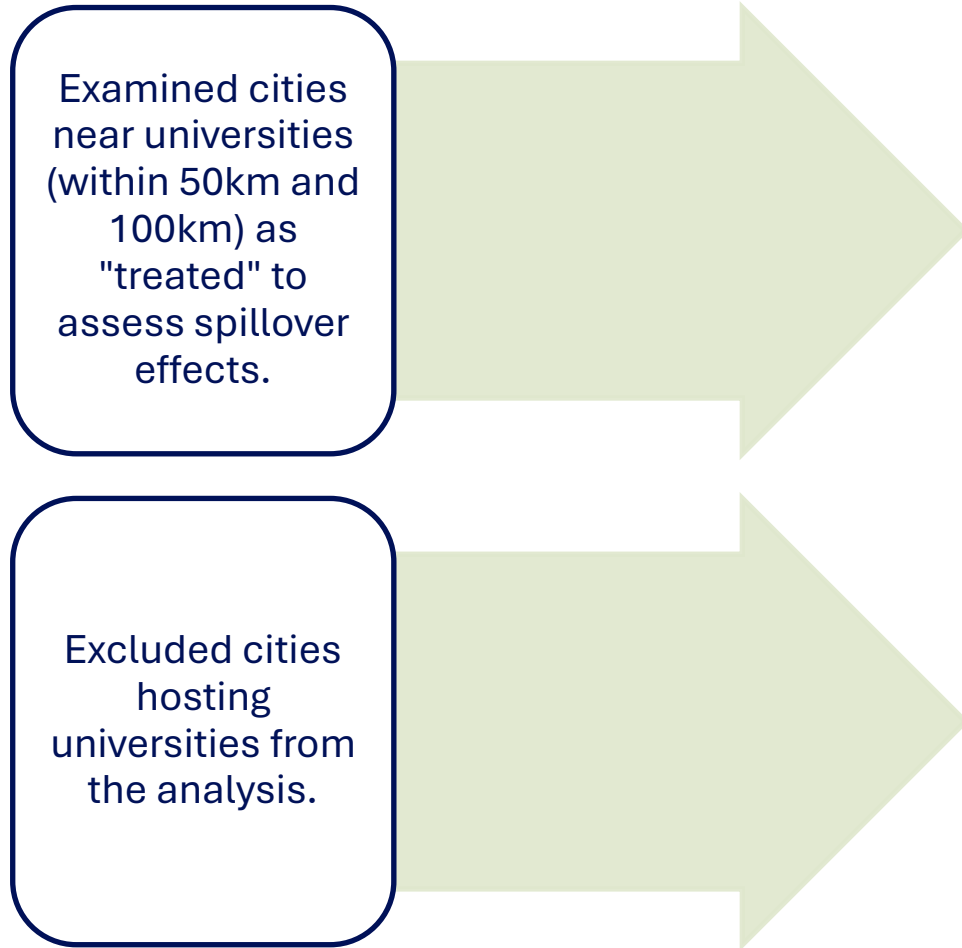 Examined cities
near universities
(within 50km and
100km) as
"treated" to
assess spillover
effects.
Excluded cities
hosting
universities from
the analysis.